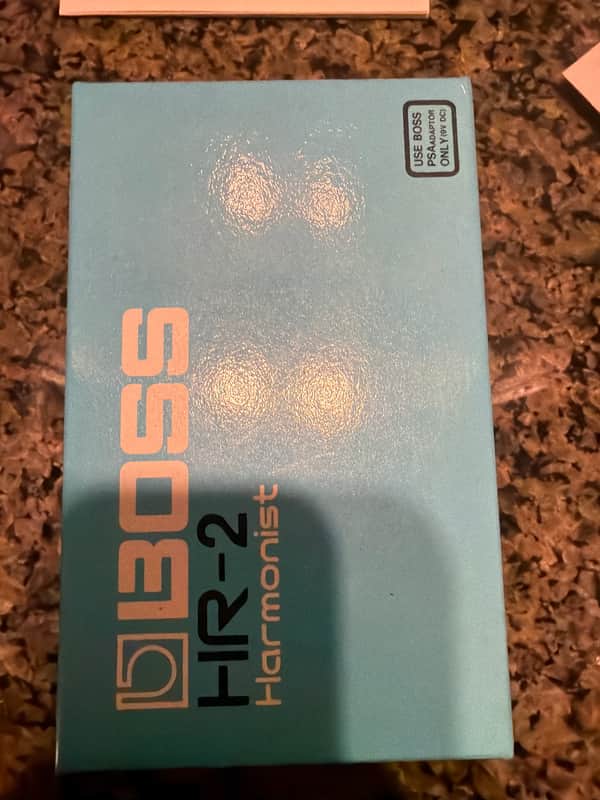 BOSS
HR-2
Harmonist
USE BOSS
PSA ADAPTOR
ONLY (9V DC)